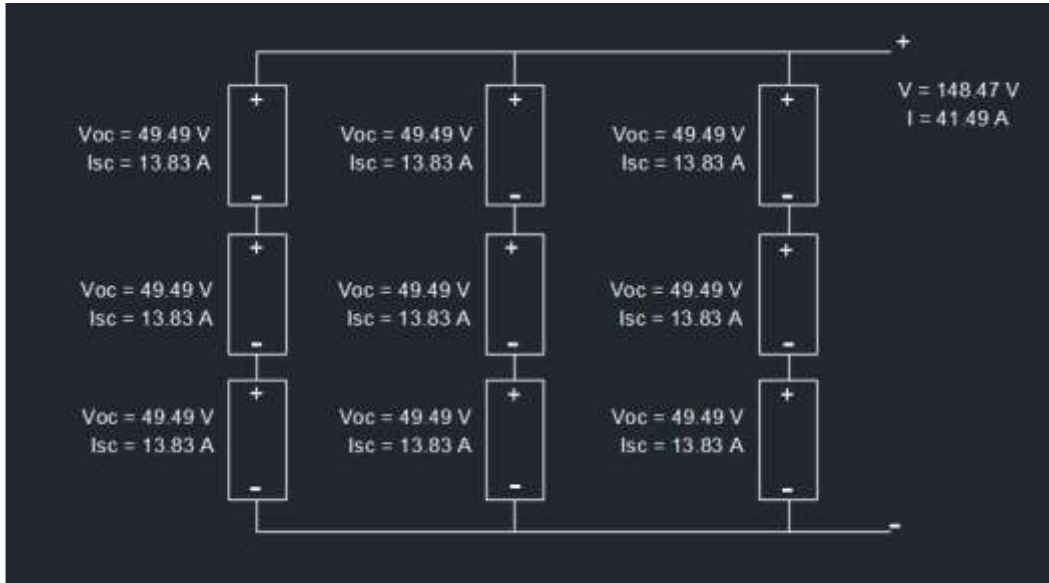 +
V = 148.47 V
I = 41.49 A
+ + +
Voc = 49.49 V Voc = 49.49 V Voc = 49.49 V
Isc = 13.83 A Isc = 13.83 A Isc = 13.83 A
- - -
+ + +
Voc = 49.49 V Voc = 49.49 V Voc = 49.49 V
Isc = 13.83 A Isc = 13.83 A Isc = 13.83 A
- - -
+ + +
Voc = 49.49 V Voc = 49.49 V Voc = 49.49 V
Isc = 13.83 A Isc = 13.83 A Isc = 13.83 A
- - -
-